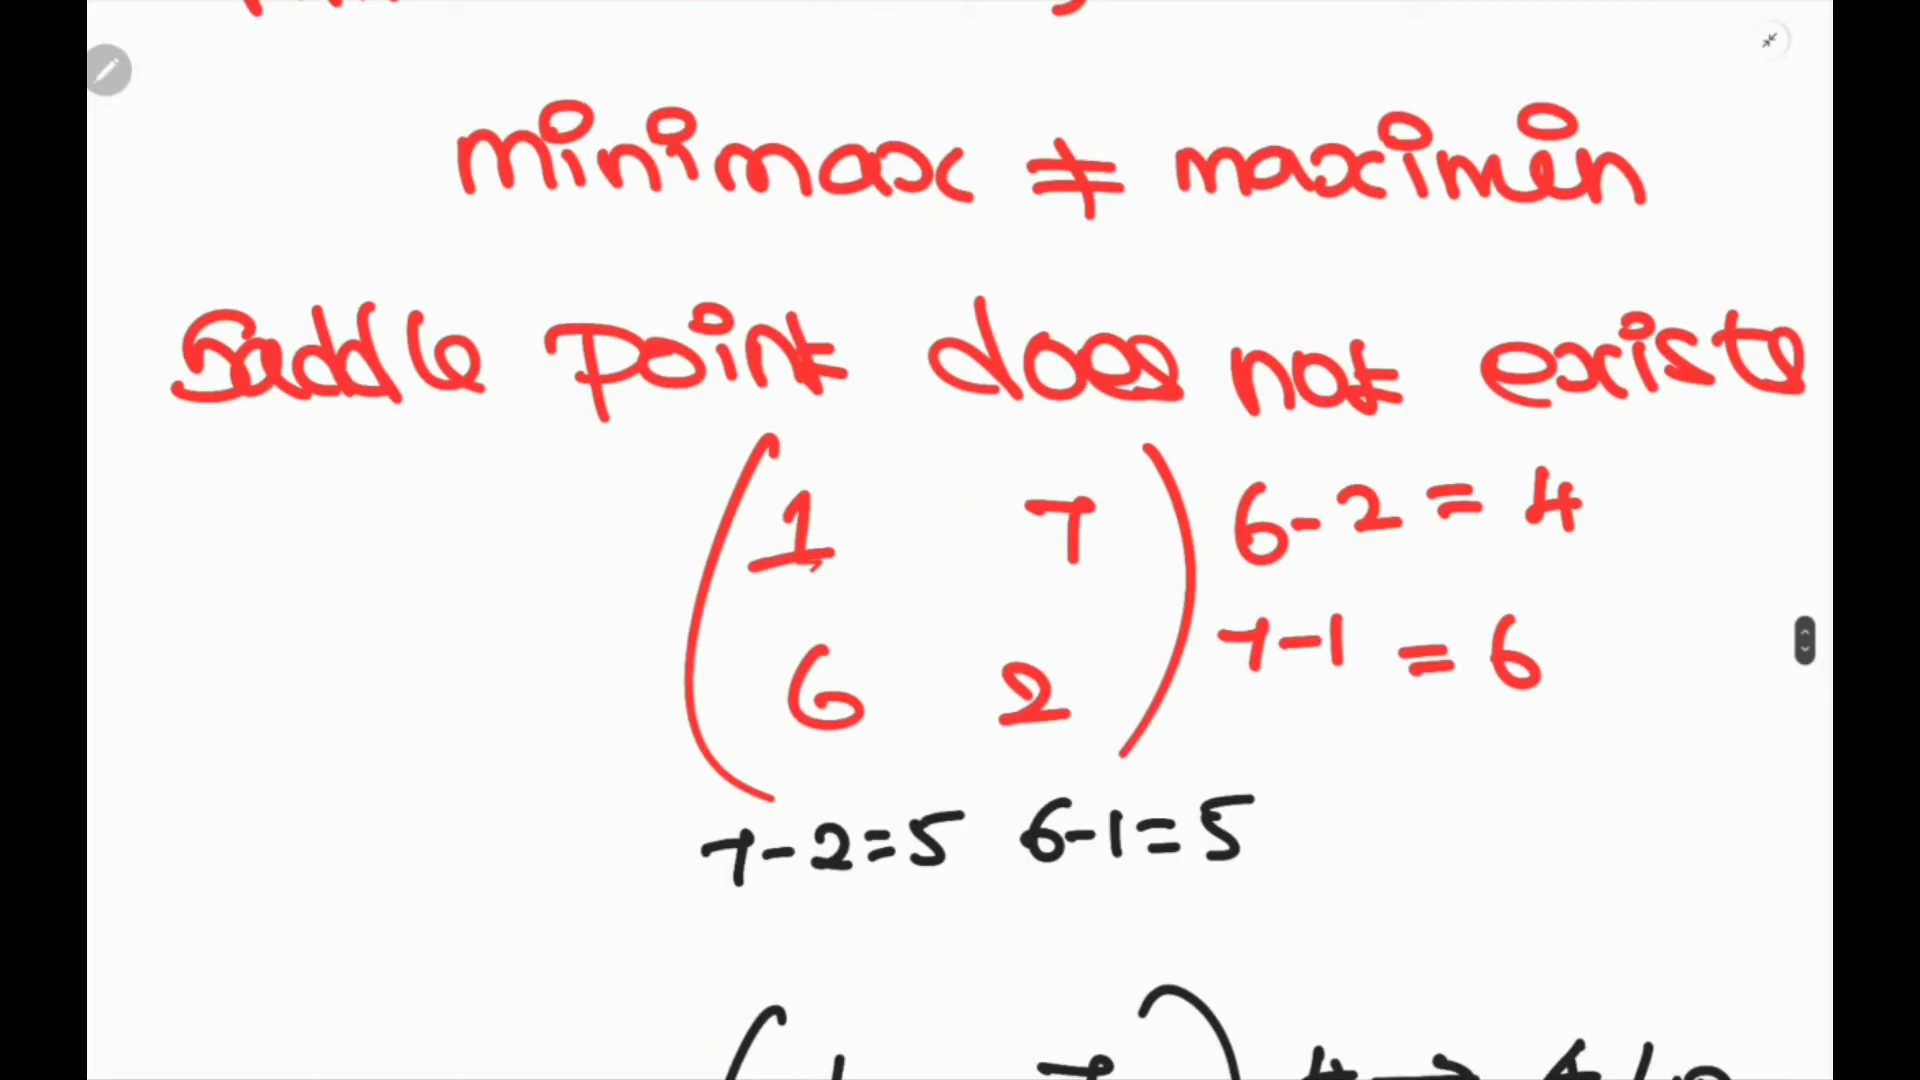 minimax ≠ maximin
Saddle point does not exists
1 7 6-2=4
6 2 7-1=6
7-2=5 6-1=5